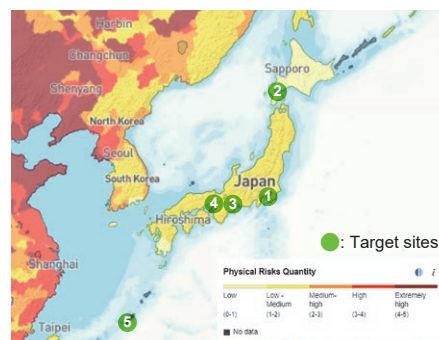 Harbin
Changchun
Sapporo
2
Shenyang
North Korea
Seoul
Japan
South Korea
4 3 1
Hiroshima
: Target sites
Shanghai
Physical Risks Quantity i
Low Low - Medium- High Extremely
Medium high high
(0-1) (1-2) (2-3) (3-4) (4-5)
No data
Taipei
5